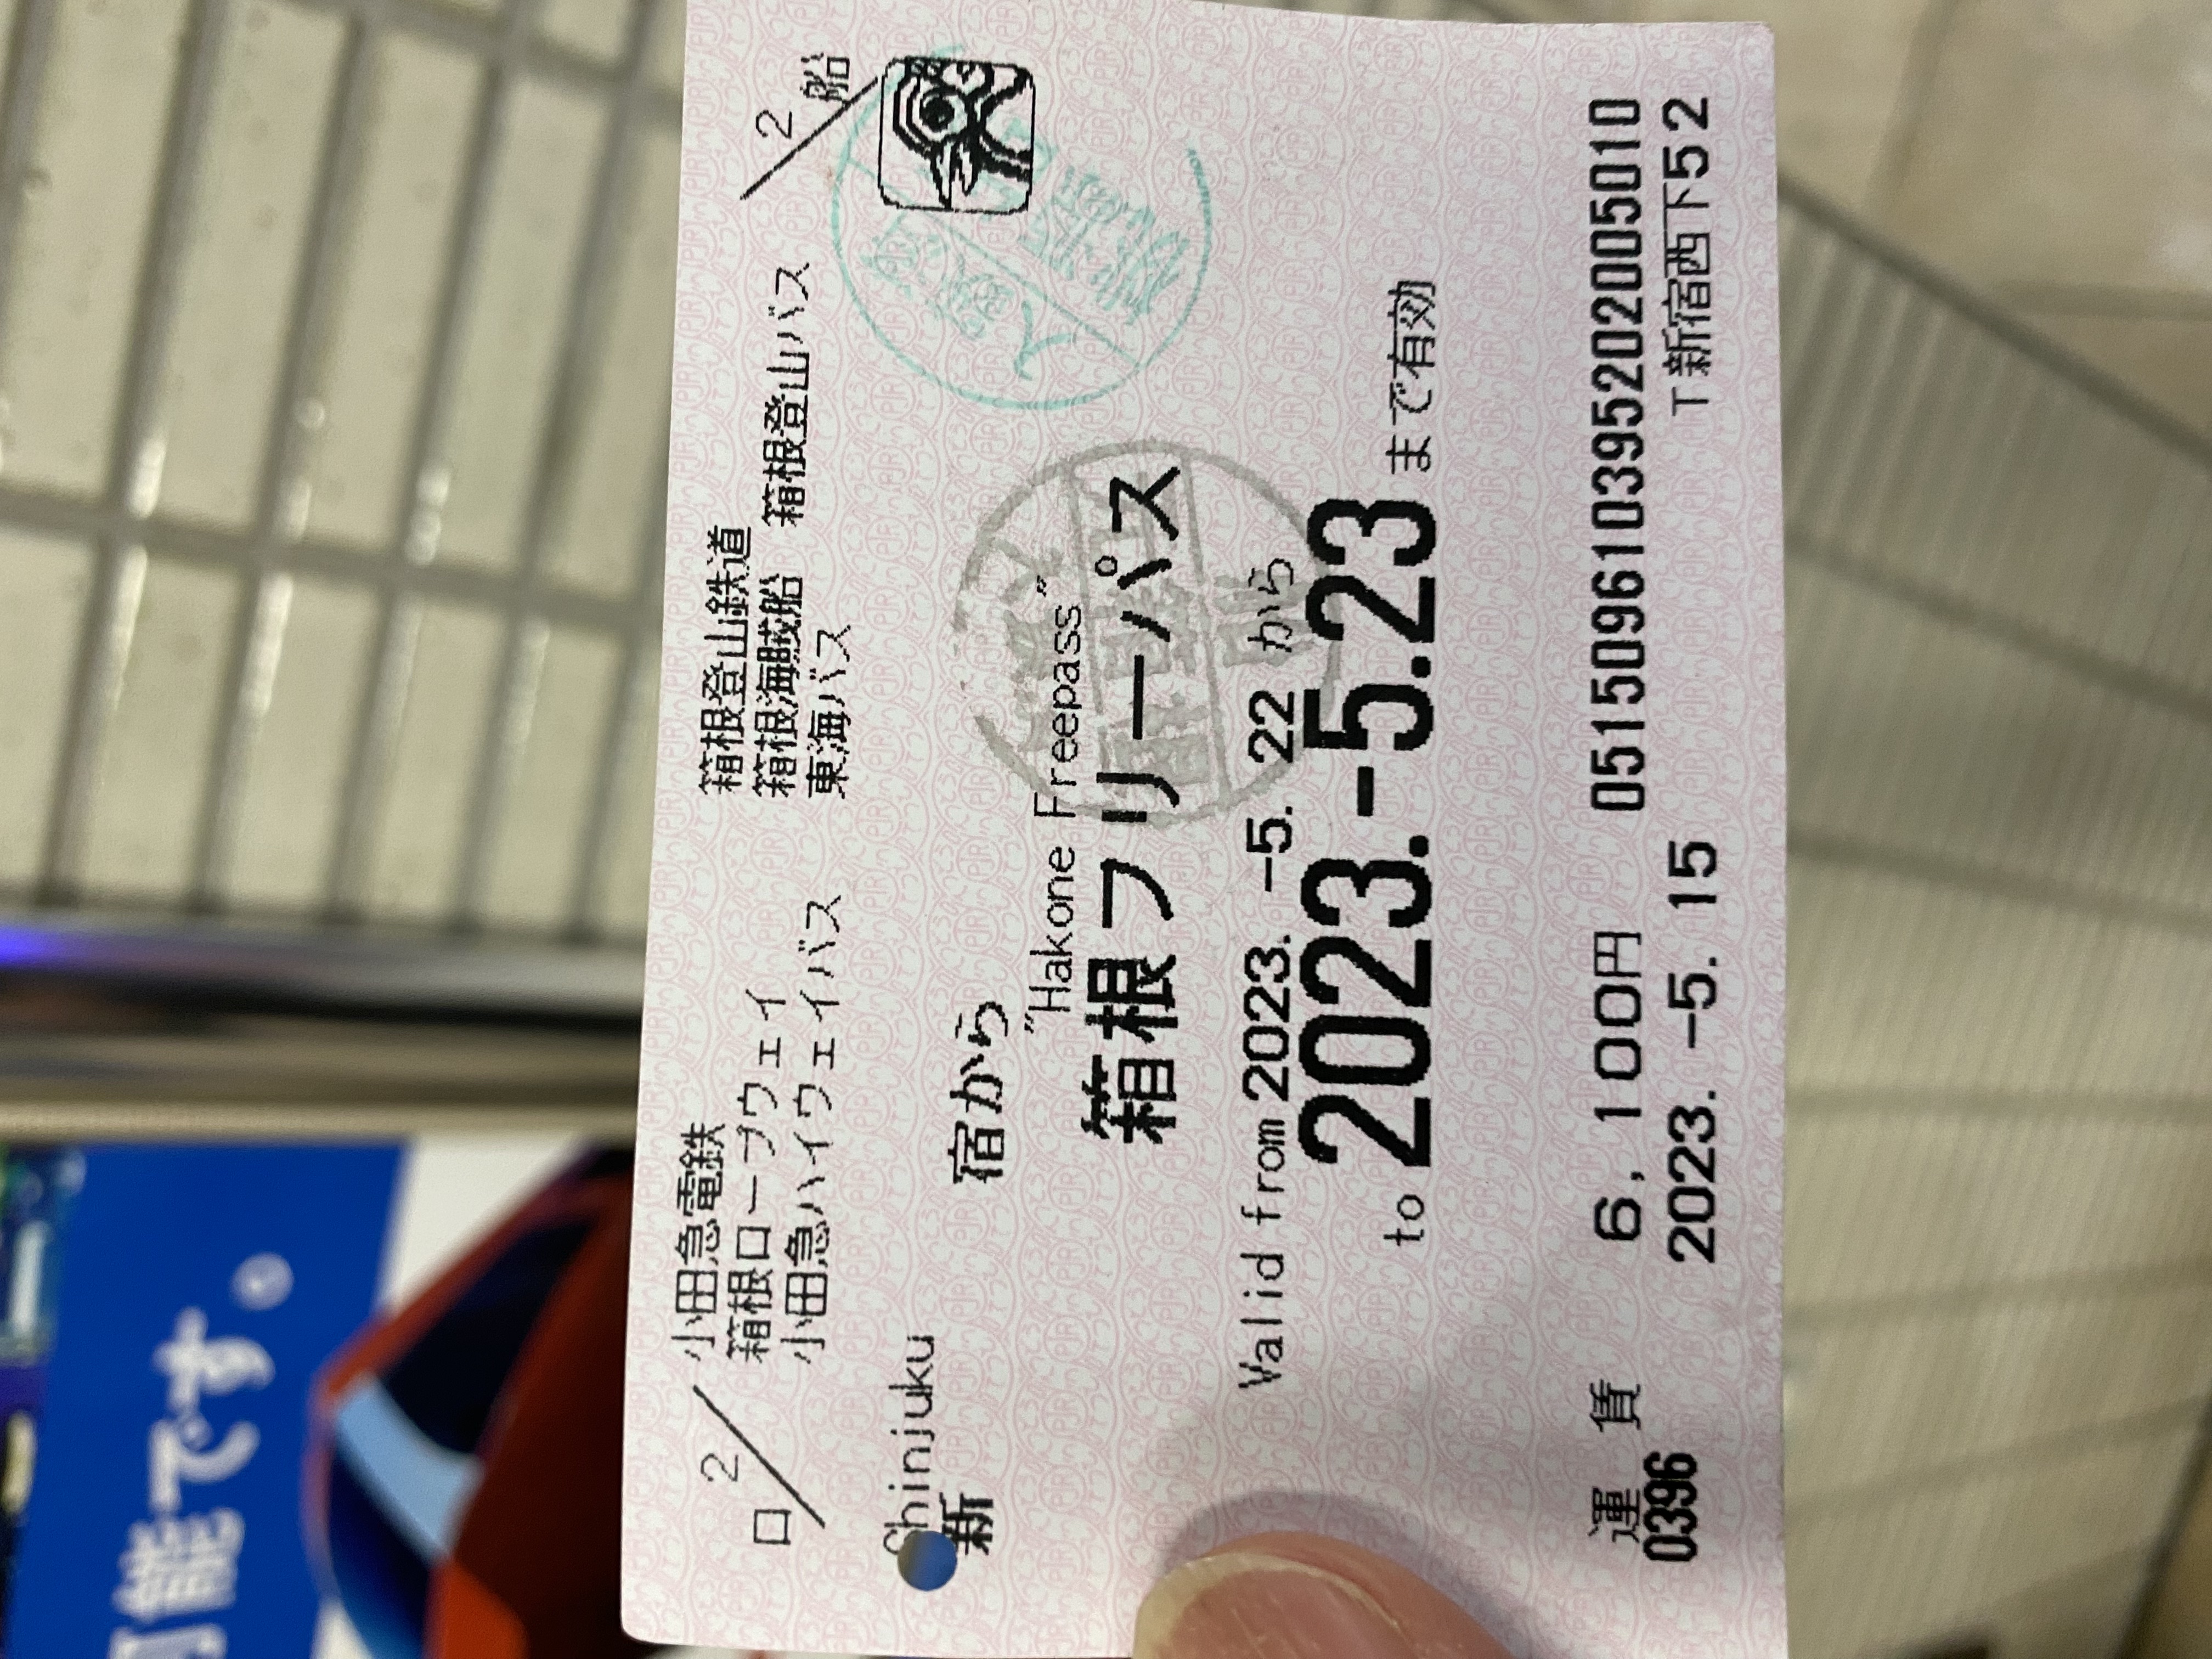 ロ 2/ 小田急電鉄 箱根登山鉄道 /2 船
箱根ロープウェイ 箱根海賊船 箱根登山バス
小田急ハイウェイバス 東海バス
Shinjuku
新 宿から
"Hakone Freepass"
箱根フリーパス
Valid from 2023. -5. 22 から
to 2023.-5.23 まで有効
運 賃 6,100円 051509610395202005010
0396 2023. -5. 15 T新宿西下52
能です。